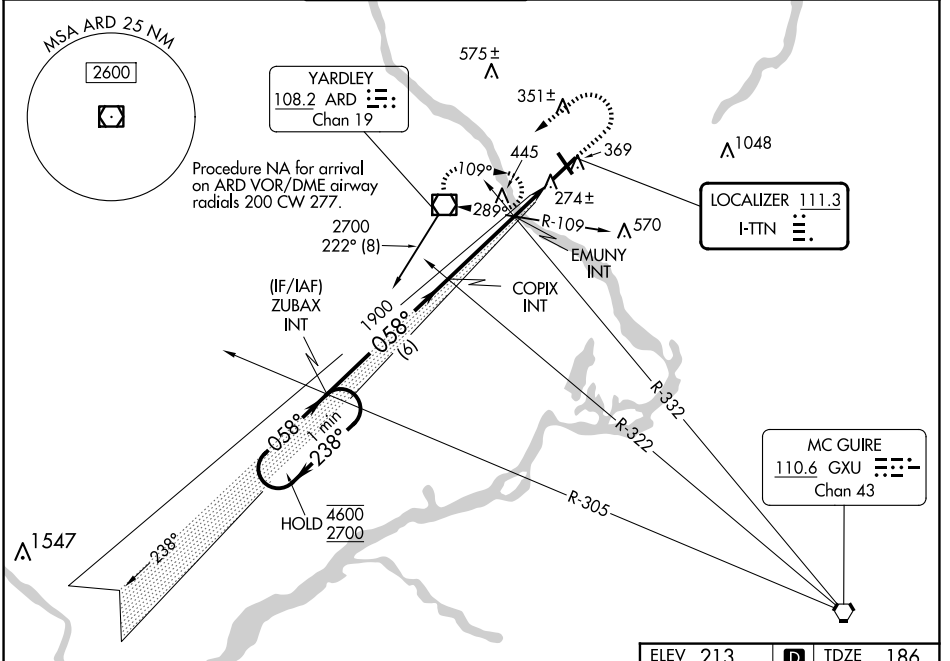 MSA ARD 25 NM
2600
YARDLEY
108.2 ARD
Chan 19
Procedure NA for arrival
on ARD VOR/DME airway
radials 200 CW 277.
575±
351±
369
1048
445
109°
274±
289°
R-109
570
LOCALIZER 111.3
I-TTN
2700
222° (8)
EMUNY
INT
COPIX
INT
(IF/IAF)
ZUBAX
INT
1900
058°
(6)
R-332
R-322
R-305
058°
1 min
238°
HOLD
4600
2700
MC GUIRE
110.6 GXU
Chan 43
1547
238°
ELEV 213
D
TDZE 186